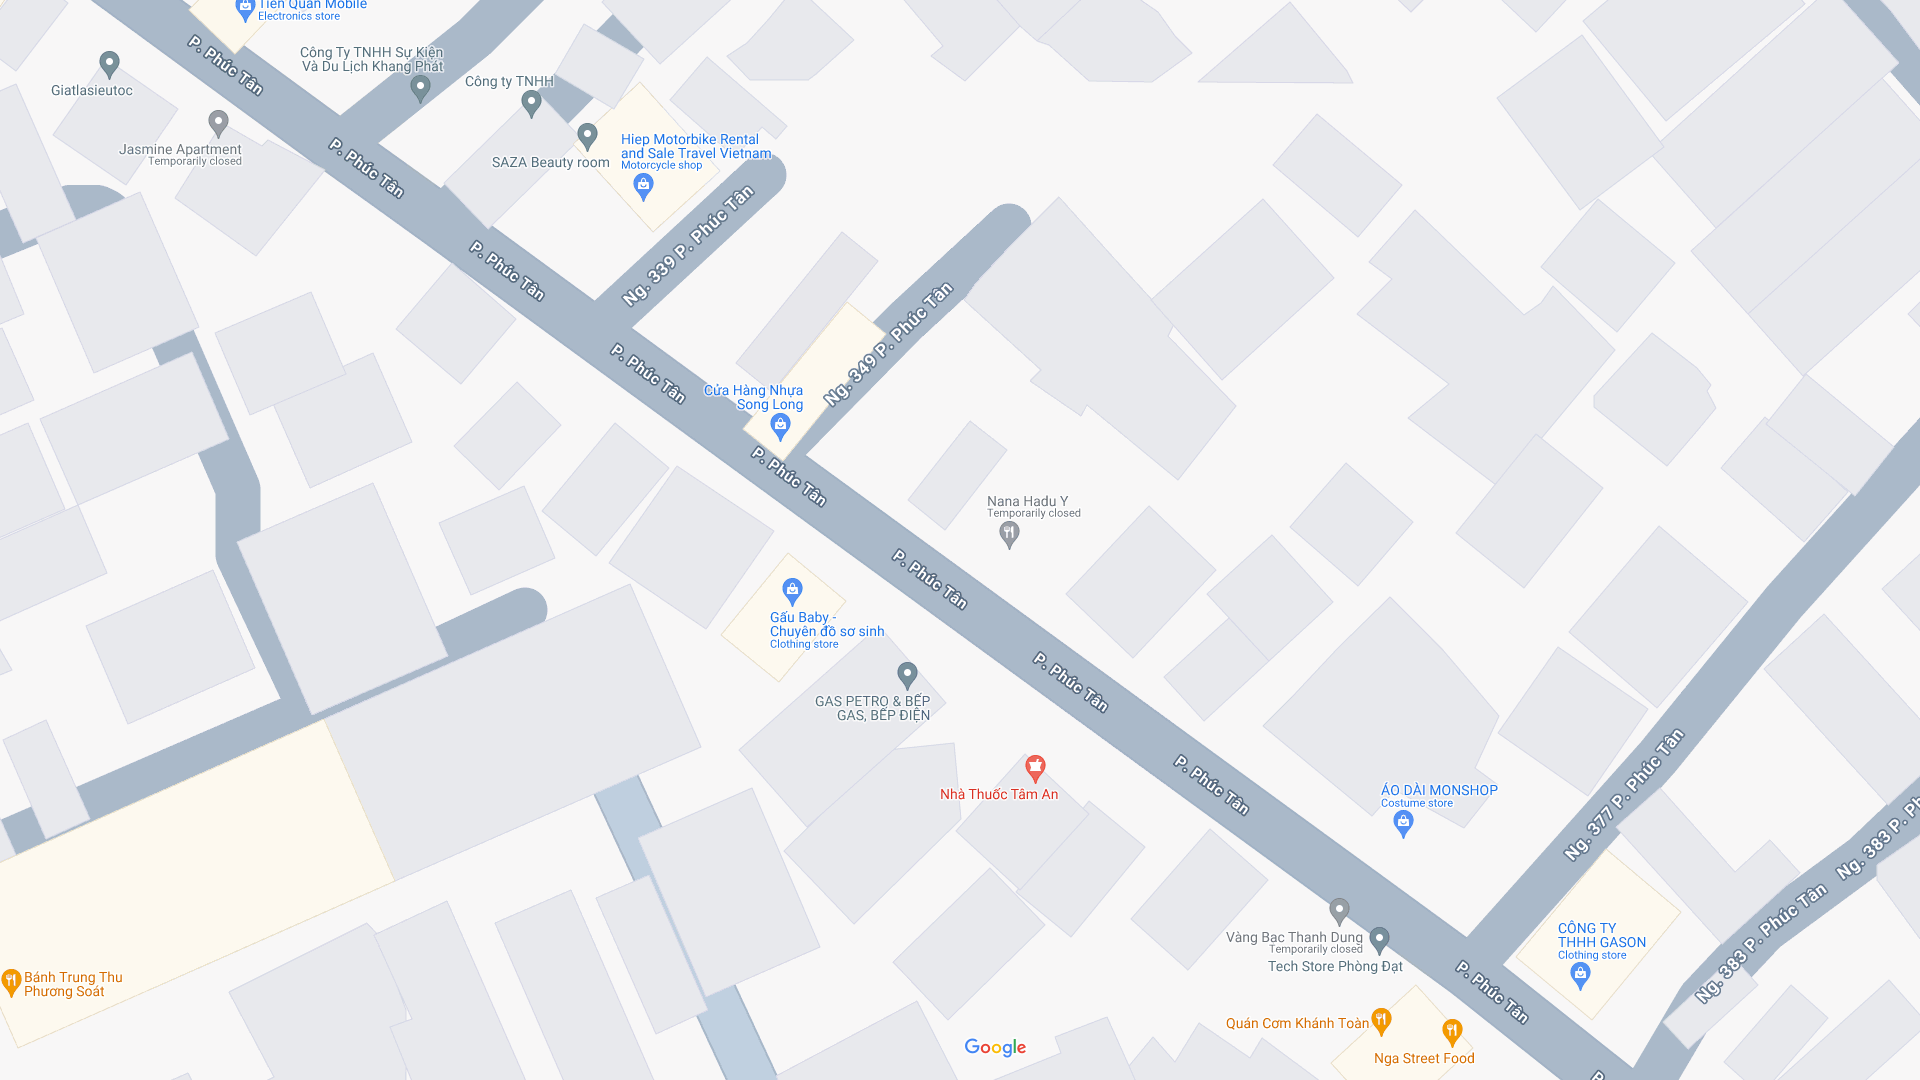 Tiến Quân Mobile
Electronics store
P. Phúc Tân
Công Ty TNHH Sự Kiện
Và Du Lịch Khang Phát
Công ty TNHH
Giatlasieutoc
Jasmine Apartment
Temporarily closed
P. Phúc Tân
SAZA Beauty room
Hiep Motorbike Rental
and Sale Travel Vietnam
Motorcycle shop
P. Phúc Tân
Ng. 339 P. Phúc Tân
P. Phúc Tân
Ng. 349 P. Phúc Tân
Cửa Hàng Nhựa
Song Long
P. Phúc Tân
Nana Hadu Y
Temporarily closed
P. Phúc Tân
Gấu Baby -
Chuyên đồ sơ sinh
Clothing store
P. Phúc Tân
GAS PETRO & BẾP
GAS, BẾP ĐIỆN
Nhà Thuốc Tâm An
P. Phúc Tân
ÁO DÀI MONSHOP
Costume store
Ng. 377 P. Phúc Tân
Ng. 383 P. Ph
Ng. 383 P. Phúc Tân
Vàng Bac Thanh Dung
Temporarily closed
Tech Store Phòng Đạt
CÔNG TY
THHH GASON
Clothing store
P. Phúc Tân
Bánh Trung Thu
Phương Soát
Quán Cơm Khánh Toàn
Nga Street Food
Google